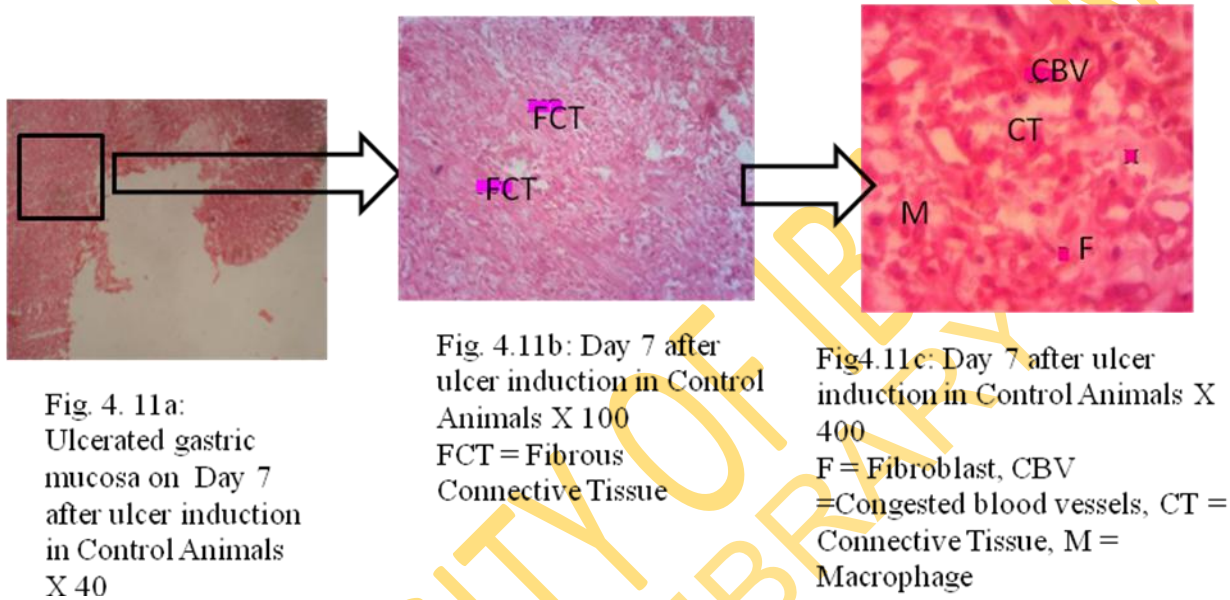 FCT
-FCT
CBV
CT
M
F
Fig. 4. 11a:
Ulcerated gastric
mucosa on Day 7
after ulcer induction
in Control Animals
X 40
Fig. 4.11b: Day 7 after
ulcer induction in Control
Animals X 100
FCT = Fibrous
Connective Tissue
Fig4.11c: Day 7 after ulcer
induction in Control Animals X
400
F = Fibroblast, CBV
=Congested blood vessels, CT =
Connective Tissue, M =
Macrophage